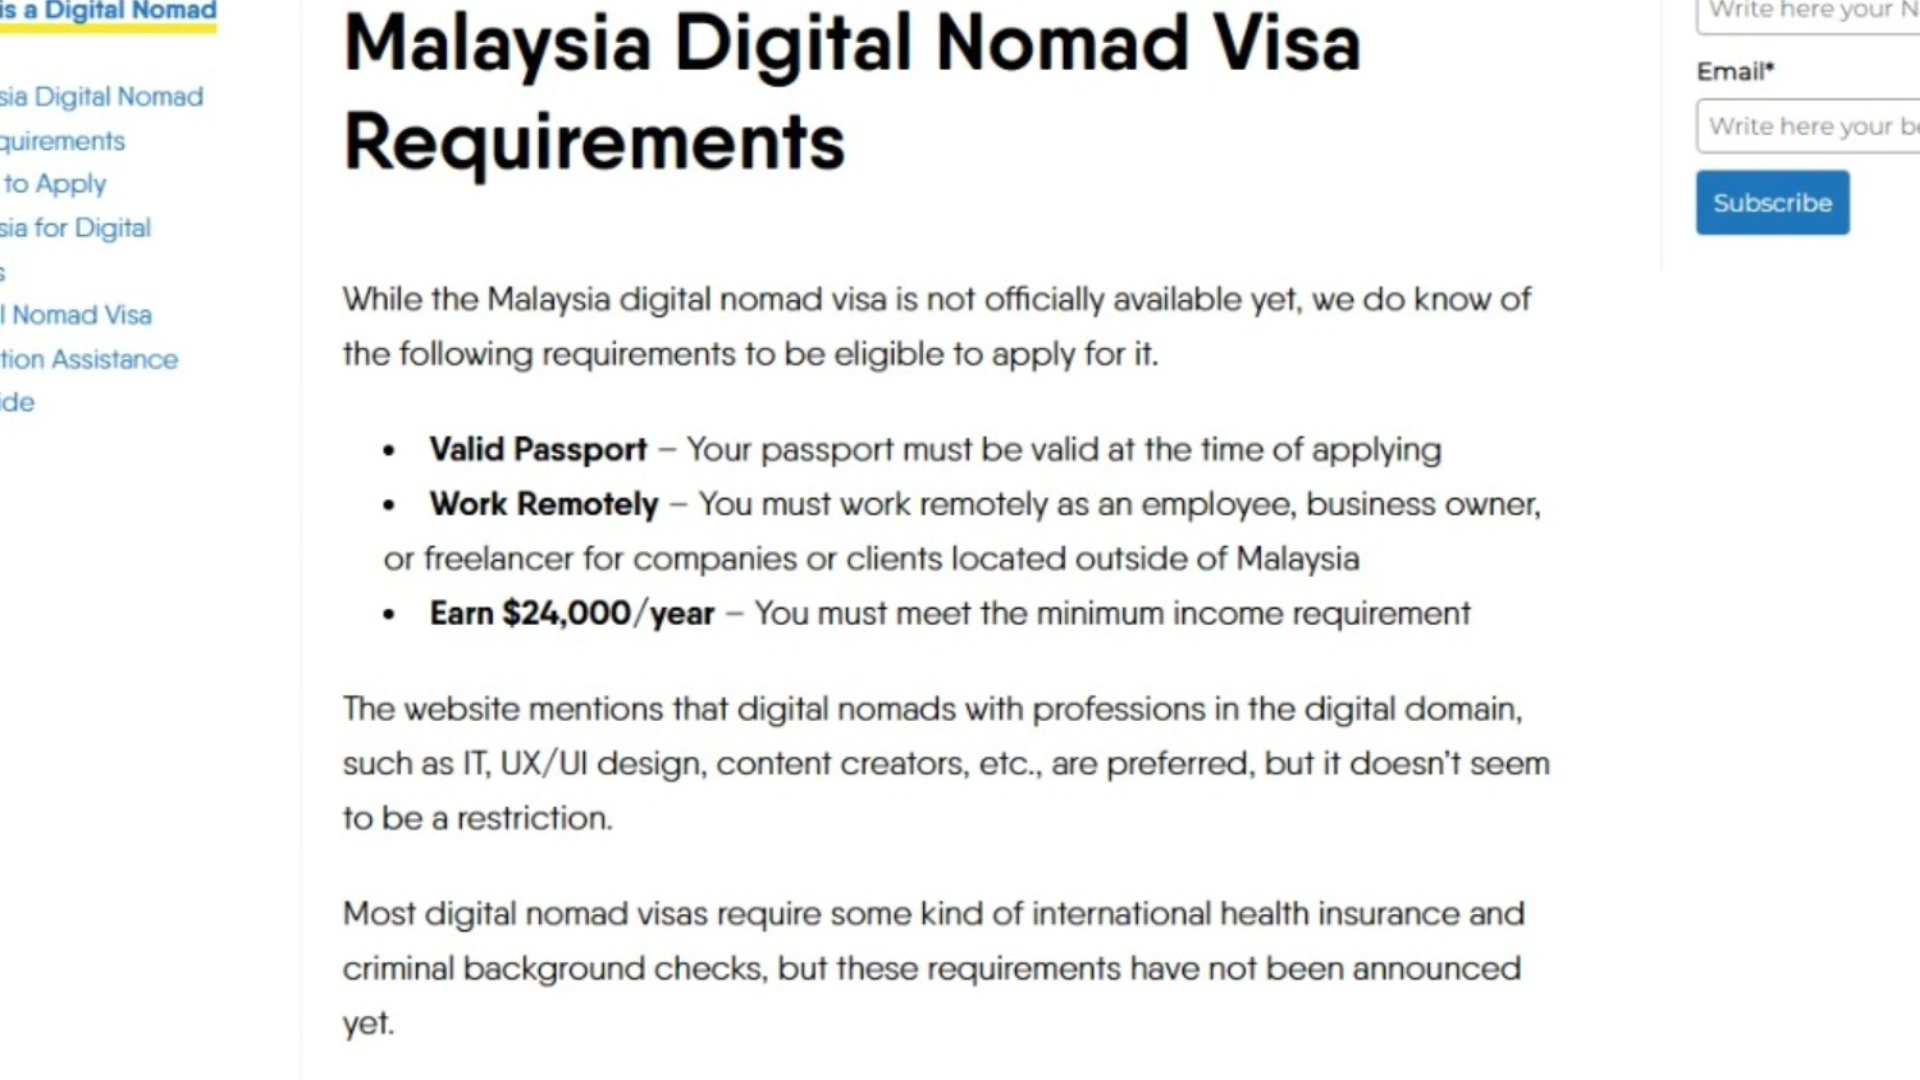 is a Digital Nomad
sia Digital Nomad
quirements
to Apply
sia for Digital
s
l Nomad Visa
tion Assistance
ide
Malaysia Digital Nomad Visa
Requirements
While the Malaysia digital nomad visa is not officially available yet, we do know of
the following requirements to be eligible to apply for it.
• Valid Passport – Your passport must be valid at the time of applying
• Work Remotely – You must work remotely as an employee, business owner,
or freelancer for companies or clients located outside of Malaysia
• Earn $24,000/year – You must meet the minimum income requirement
The website mentions that digital nomads with professions in the digital domain,
such as IT, UX/UI design, content creators, etc., are preferred, but it doesn't seem
to be a restriction.
Most digital nomad visas require some kind of international health insurance and
criminal background checks, but these requirements have not been announced
yet.
Write here your N
Email*
Write here your be
Subscribe